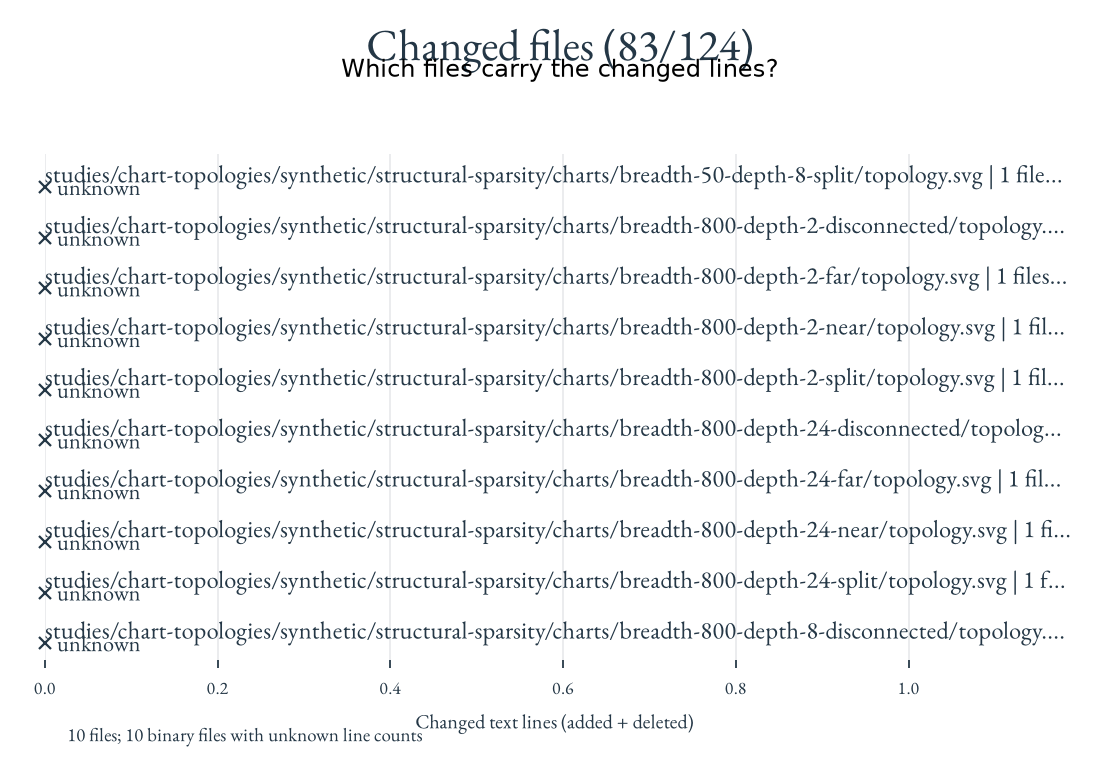 Changed files (83/124)
Which files carry the changed lines?
studies/chart-topologies/synthetic/structural-sparsity/charts/breadth-50-depth-8-split/topology.svg | 1 file...
unknown
studies/chart-topologies/synthetic/structural-sparsity/charts/breadth-800-depth-2-disconnected/topology....
unknown
studies/chart-topologies/synthetic/structural-sparsity/charts/breadth-800-depth-2-far/topology.svg | 1 files...
unknown
studies/chart-topologies/synthetic/structural-sparsity/charts/breadth-800-depth-2-near/topology.svg | 1 fil...
unknown
studies/chart-topologies/synthetic/structural-sparsity/charts/breadth-800-depth-2-split/topology.svg | 1 fil...
unknown
studies/chart-topologies/synthetic/structural-sparsity/charts/breadth-800-depth-24-disconnected/topolog...
unknown
studies/chart-topologies/synthetic/structural-sparsity/charts/breadth-800-depth-24-far/topology.svg | 1 fil...
unknown
studies/chart-topologies/synthetic/structural-sparsity/charts/breadth-800-depth-24-near/topology.svg | 1 fi...
unknown
studies/chart-topologies/synthetic/structural-sparsity/charts/breadth-800-depth-24-split/topology.svg | 1 f...
unknown
studies/chart-topologies/synthetic/structural-sparsity/charts/breadth-800-depth-8-disconnected/topology....
unknown
0.0 0.2 0.4 0.6 0.8 1.0
Changed text lines (added + deleted)
10 files; 10 binary files with unknown line counts